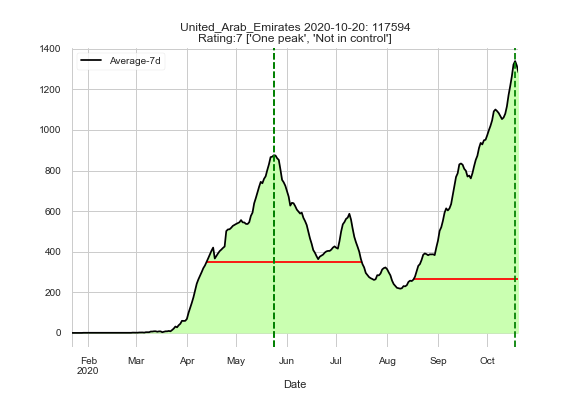 United_Arab_Emirates 2020-10-20: 117594
Rating:7 ['One peak', 'Not in control']
Average-7d
1400
1200
1000
800
600
400
200
0
Feb Mar Apr May Jun Jul Aug Sep Oct
2020
Date